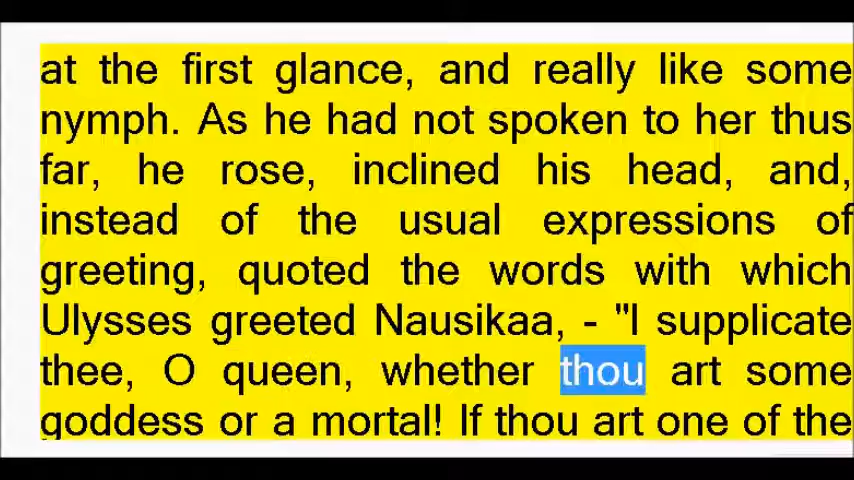 at the first glance, and really like some
nymph. As he had not spoken to her thus
far, he rose, inclined his head, and,
instead of the usual expressions of
greeting, quoted the words with which
Ulysses greeted Nausikaa, - "I supplicate
thee, O queen, whether thou art some
goddess or a mortal! If thou art one of the